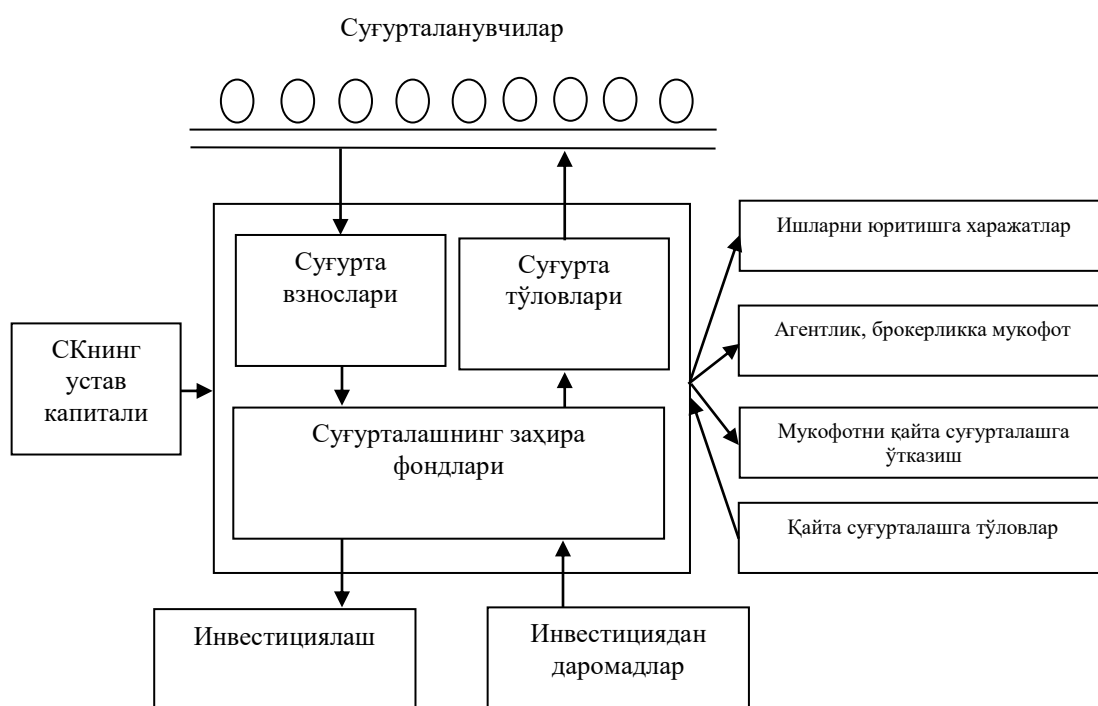 Суғурталанувчилар
Суғурта
взнослари
Суғурта
тўловлари
СКнинг
устав
капитали
Суғурталашнинг заҳира
фондлари
Ишларни юритишга харажатлар
Агентлик, брокерликка мукофот
Мукофотни қайта суғурталашга
ўтказиш
Қайта суғурталашга тўловлар
Инвестициялаш
Инвестициядан
даромадлар